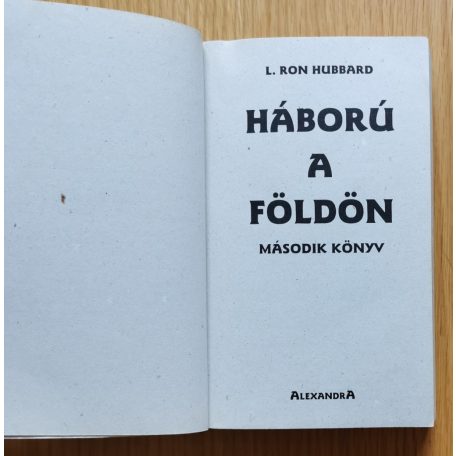 L. RON HUBBARD
HÁBORÚ
A
FÖLDÖN
MÁSODIK KÖNYV
ALEXANDRA